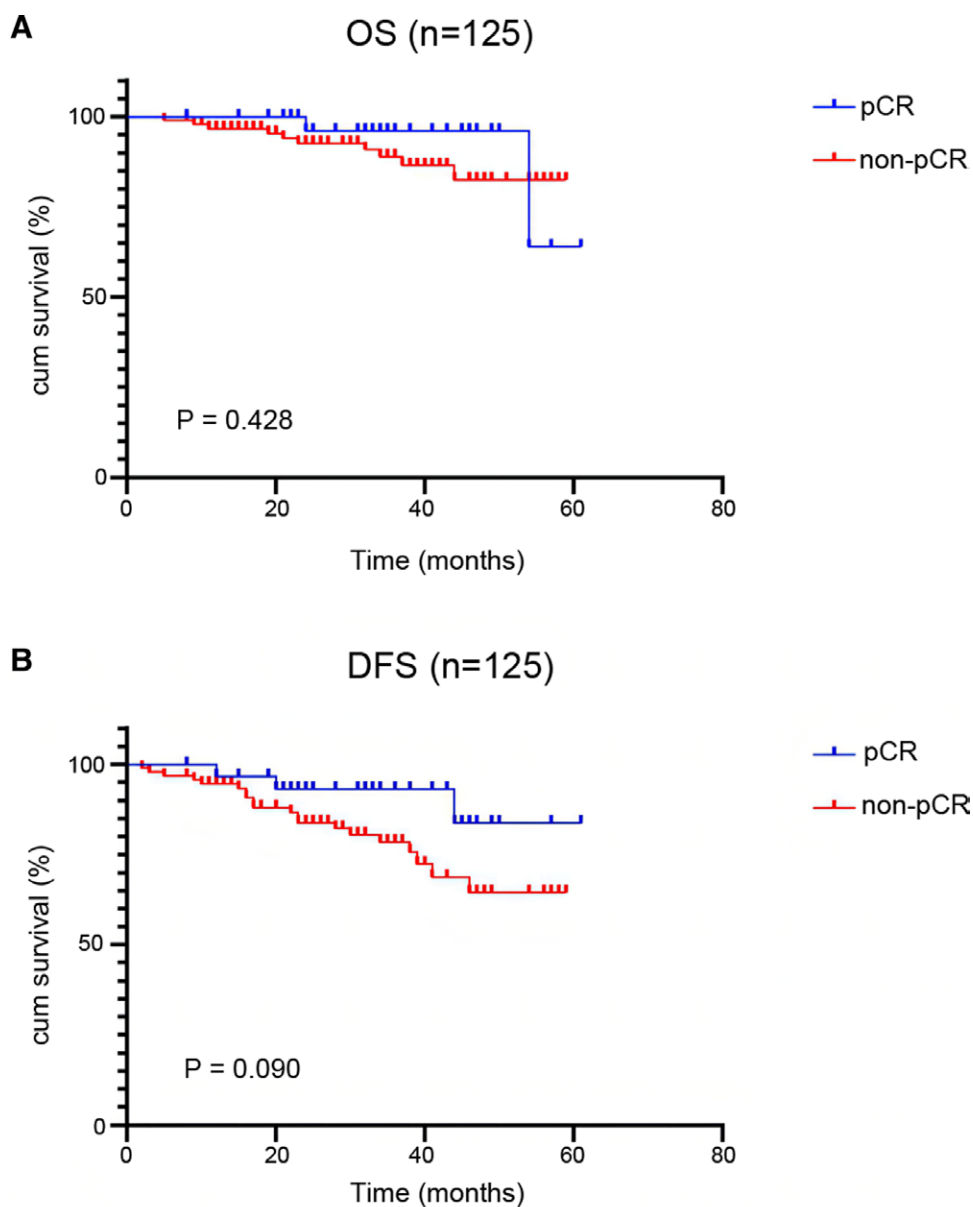 A
OS (n=125)
pCR
non-pCR
100
50
0
cum survival (%)
P = 0.428
0 20 40 60 80
Time (months)
B
DFS (n=125)
pCR
non-pCR
100
50
0
cum survival (%)
P = 0.090
0 20 40 60 80
Time (months)